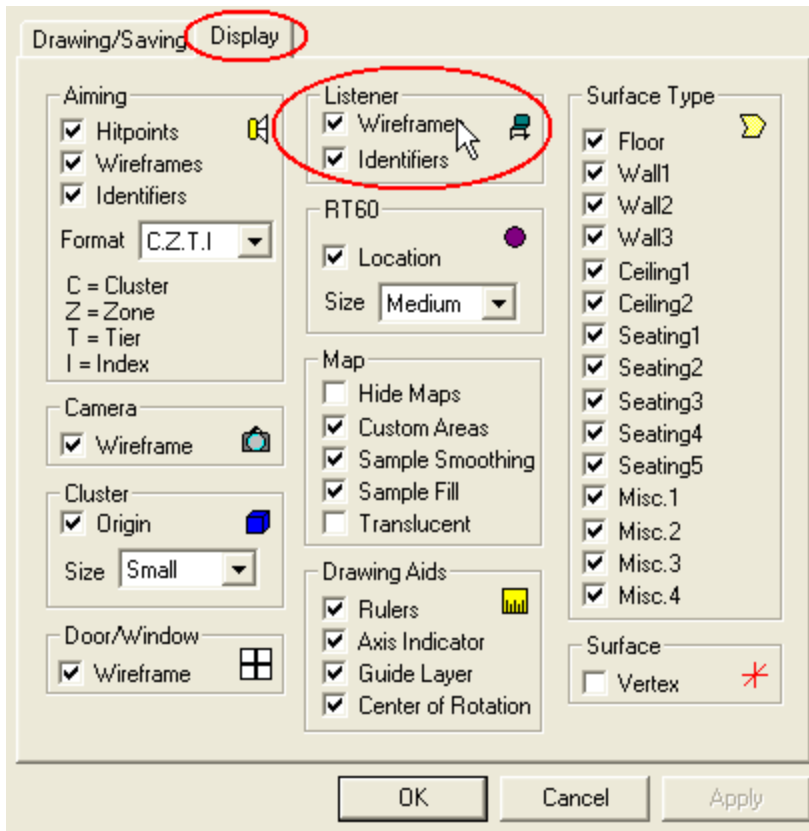 Drawing/Saving
Display
Aiming
Hitpoints
Wireframes
Identifiers
Format C.Z.T.I
C = Cluster
Z = Zone
T = Tier
I = Index
Camera
Wireframe
Cluster
Origin
Size Small
Door/Window
Wireframe
Listener
Wireframe
Identifiers
RT60
Location
Size Medium
Map
Hide Maps
Custom Areas
Sample Smoothing
Sample Fill
Translucent
Drawing Aids
Rulers
Axis Indicator
Guide Layer
Center of Rotation
Surface Type
Floor
Wall1
Wall2
Wall3
Ceiling1
Ceiling2
Seating1
Seating2
Seating3
Seating4
Seating5
Misc.1
Misc.2
Misc.3
Misc.4
Surface
Vertex
OK
Cancel
Apply